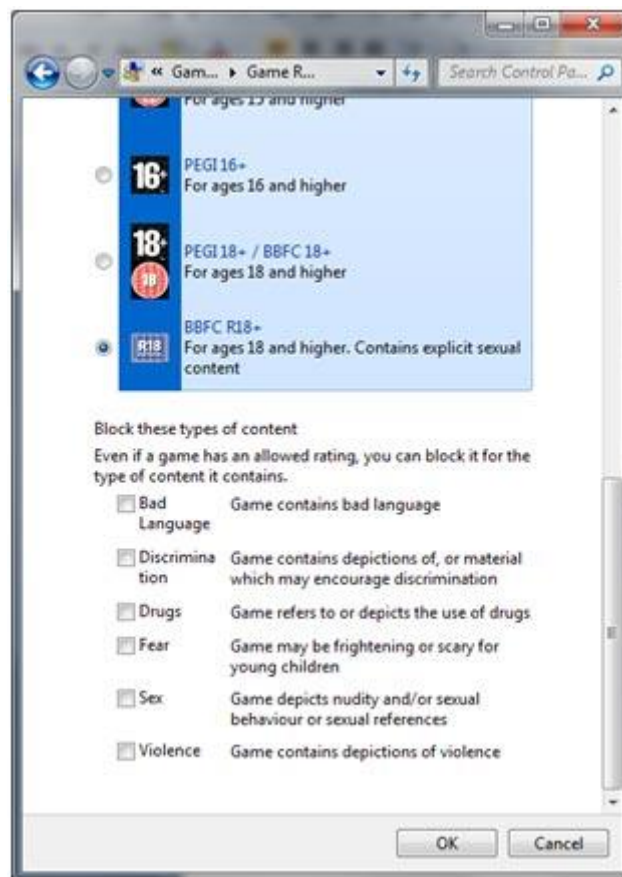 « Gam... ▸ Game R...
Search Control Pa...
For ages 15 and higher
16+
PEGI 16+
For ages 16 and higher
18+
18
PEGI 18+ / BBFC 18+
For ages 18 and higher
R18
BBFC R18+
For ages 18 and higher. Contains explicit sexual
content
Block these types of content
Even if a game has an allowed rating, you can block it for the
type of content it contains.
Bad Game contains bad language
Language
Discrimina Game contains depictions of, or material
tion which may encourage discrimination
Drugs Game refers to or depicts the use of drugs
Fear Game may be frightening or scary for
young children
Sex Game depicts nudity and/or sexual
behaviour or sexual references
Violence Game contains depictions of violence
OK Cancel